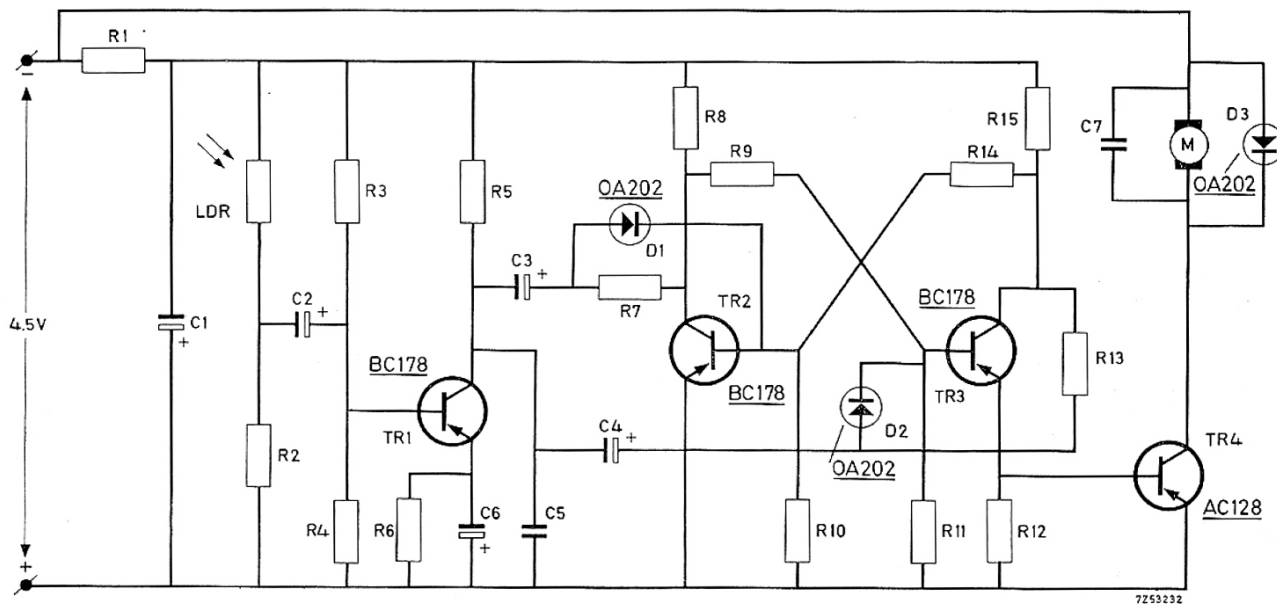 R1
−
4.5V
+
C1
+
LDR
R2
C2
+
R3
R4
BC178
TR1
R5
R6
C6
+
C5
C3
+
OA202
D1
R7
R8
R9
TR2
BC178
C4
+
OA202
D2
R10
R11
BC178
TR3
R12
R13
R14
R15
C7
M
D3
OA202
TR4
AC128
7Z53232